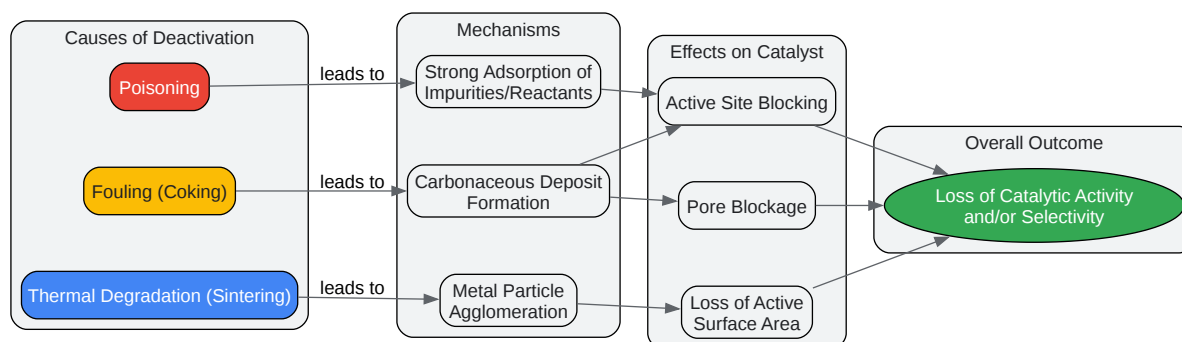 Causes of Deactivation
Poisoning
Fouling (Coking)
Thermal Degradation (Sintering)
leads to
leads to
leads to
Mechanisms
Strong Adsorption of
Impurities/Reactants
Carbonaceous Deposit
Formation
Metal Particle
Agglomeration
Effects on Catalyst
Active Site Blocking
Pore Blockage
Loss of Active
Surface Area
Overall Outcome
Loss of Catalytic Activity
and/or Selectivity